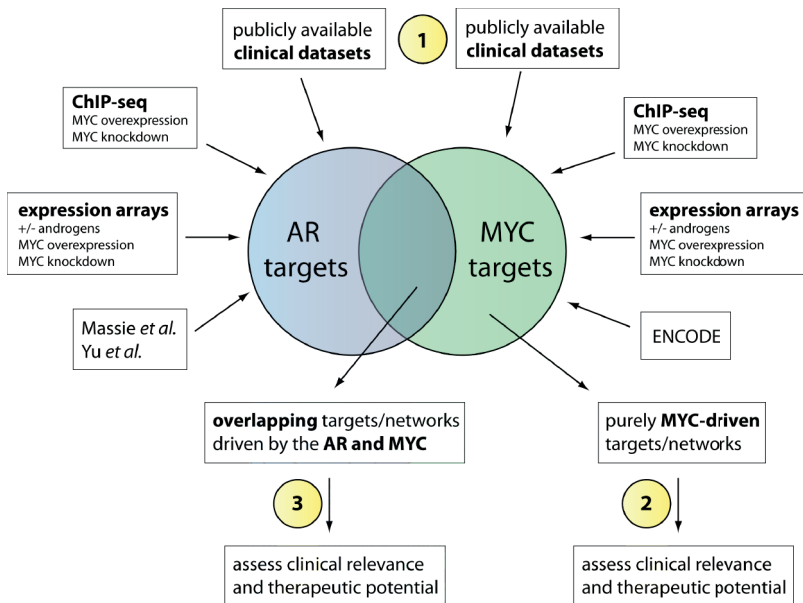 publicly available
clinical datasets
1
publicly available
clinical datasets
ChIP-seq
MYC overexpression
MYC knockdown
ChIP-seq
MYC overexpression
MYC knockdown
expression arrays
+/- androgens
MYC overexpression
MYC knockdown
AR
targets
MYC
targets
expression arrays
+/- androgens
MYC overexpression
MYC knockdown
Massie et al.
Yu et al.
ENCODE
overlapping targets/networks
driven by the AR and MYC
purely MYC-driven
targets/networks
3
2
assess clinical relevance
and therapeutic potential
assess clinical relevance
and therapeutic potential